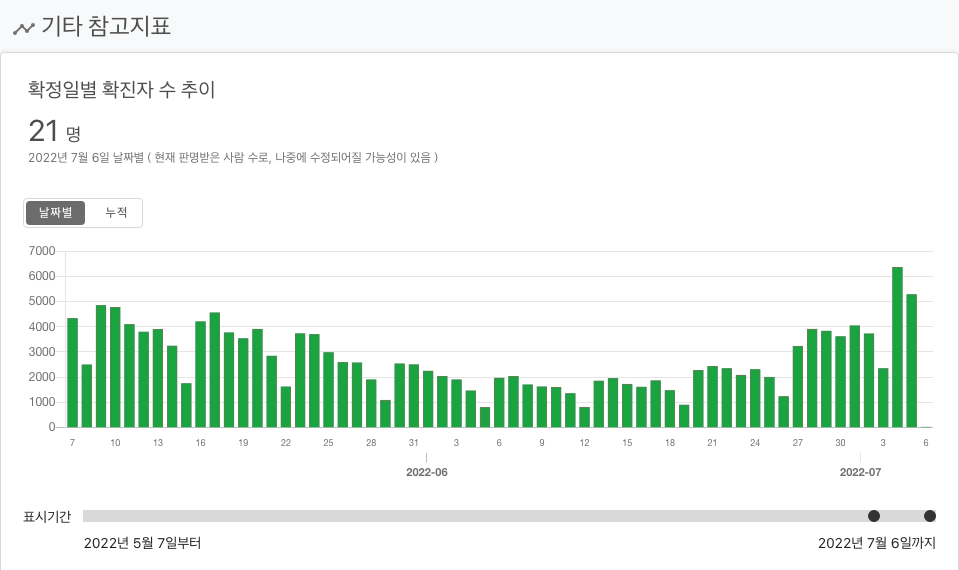 기타 참고지표
확정일별 확진자 수 추이
21 명
2022년 7월 6일 날짜별 ( 현재 판명받은 사람 수로, 나중에 수정되어질 가능성이 있음 )
날짜별 누적
7000
6000
5000
4000
3000
2000
1000
0
7 10 13 16 19 22 25 28 31 3 6 9 12 15 18 21 24 27 30 3 6
2022-06 2022-07
표시기간
2022년 5월 7일부터 2022년 7월 6일까지